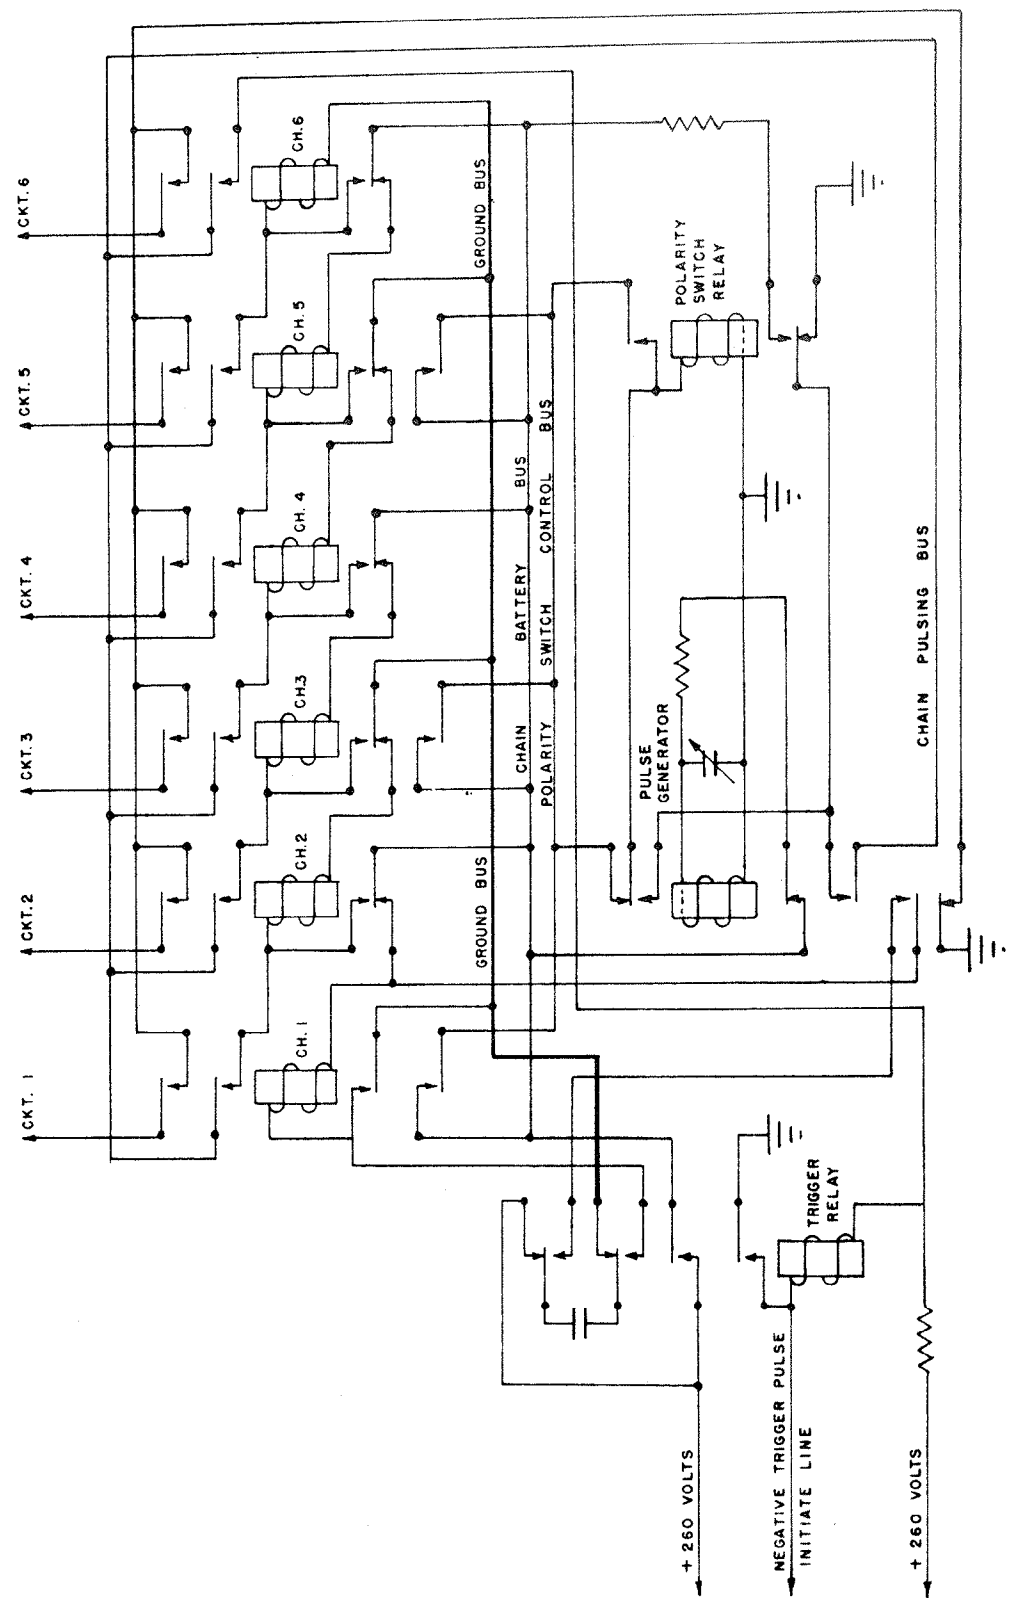 CKT. 1
CKT.2
CKT.3
CKT.4
CKT.5
CKT.6
CH. 1
CH.2
CH.3
CH. 4
CH. 5
CH. 6
GROUND BUS
GROUND BUS
CHAIN BATTERY BUS
POLARITY SWITCH CONTROL BUS
POLARITY
SWITCH
RELAY
PULSE
GENERATOR
CHAIN PULSING BUS
TRIGGER
RELAY
+ 260 VOLTS
NEGATIVE TRIGGER PULSE
INITIATE LINE
+ 260 VOLTS